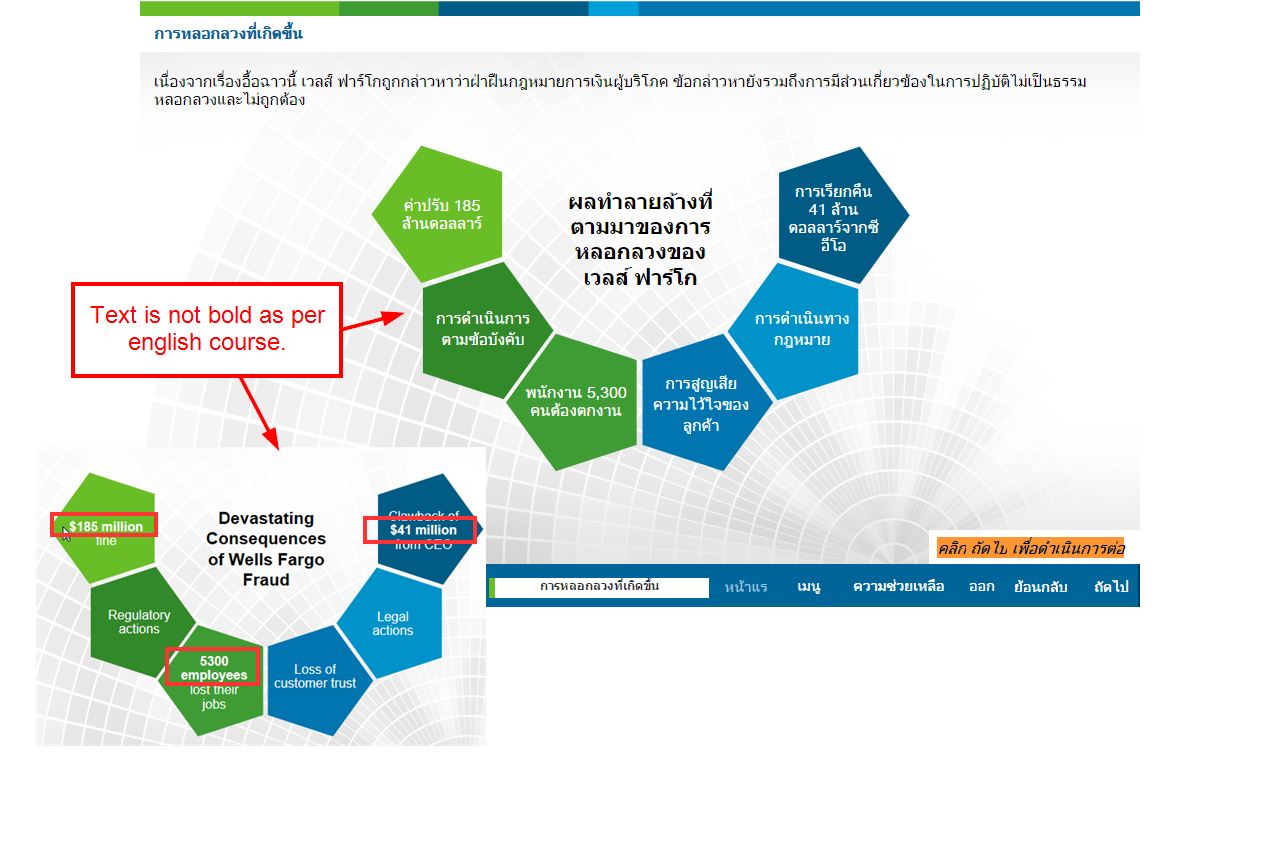 การหลอกลวงที่เกิดขึ้น
เนื่องจากเรื่องอื้อฉาวนี้ เวลส์ ฟาร์โกถูกกล่าวหาว่าฝ่าฝืนกฎหมายการเงินผู้บริโภค ข้อกล่าวหายังรวมถึงการมีส่วนเกี่ยวข้องในการปฏิบัติไม่เป็นธรรม
หลอกลวงและไม่ถูกต้อง
ค่าปรับ 185
ล้านดอลลาร์
การดำเนินการ
ตามข้อบังคับ
พนักงาน 5,300
คนต้องตกงาน
การสูญเสีย
ความไว้ใจของ
ลูกค้า
การดำเนินทาง
กฎหมาย
การเรียกคืน
41 ล้าน
ดอลลาร์จากซี
อีโอ
ผลทำลายล้างที่
ตามมาของการ
หลอกลวงของ
เวลส์ ฟาร์โก
Text is not bold as per
english course.
$185 million
fine
Regulatory
actions
5300
employees
lost their
jobs
Loss of
customer trust
Legal
actions
Clawback of
$41 million
from CEO
Devastating
Consequences
of Wells Fargo
Fraud
คลิก ถัดไป เพื่อดำเนินการต่อ
การหลอกลวงที่เกิดขึ้น
หน้าแร
เมนู
ความช่วยเหลือ
ออก
ย้อนกลับ
ถัดไป